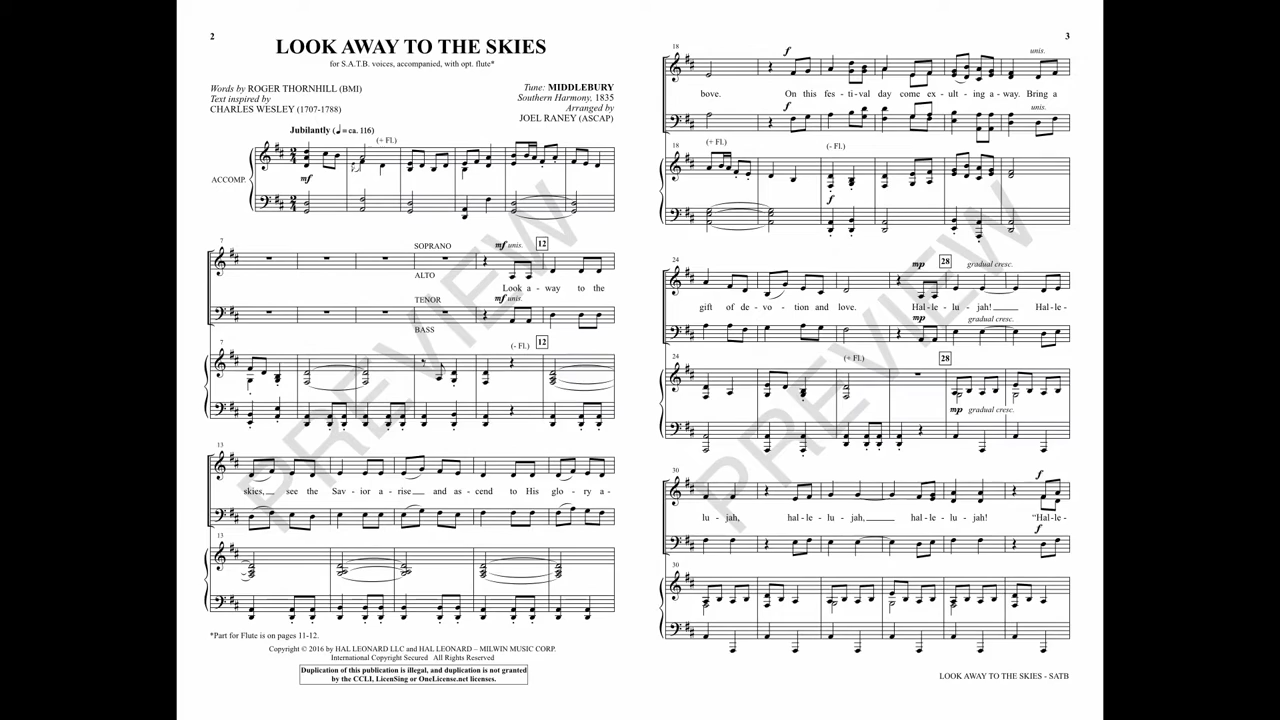 2
LOOK AWAY TO THE SKIES
for S.A.T.B. voices, accompanied, with opt. flute*
Words by ROGER THORNHILL (BMI)
Text inspired by
CHARLES WESLEY (1707-1788)
Tune: MIDDLEBURY
Southern Harmony, 1835
Arranged by
JOEL RANEY (ASCAP)
Jubilantly (♩ = ca. 116)
(+ Fl.)
ACCOMP.
mf
7
SOPRANO
mf unis.
12
ALTO
Look a - way to the
TENOR
mf unis.
BASS
7
(- Fl.)
12
13
skies,__ see the Sav - ior a - rise__ and as - cend to His glo - ry a -
13
*Part for Flute is on pages 11-12.
Copyright © 2016 by HAL LEONARD LLC and HAL LEONARD – MILWIN MUSIC CORP.
International Copyright Secured All Rights Reserved
Duplication of this publication is illegal, and duplication is not granted
by the CCLI, LicenSing or OneLicense.net licenses.
PREVIEW
3
18
f
unis.
bove. On this fes - ti - val day come ex - ult - ing a - way. Bring a
f
unis.
18
(+ Fl.)
(- Fl.)
f
24
mp
28
gradual cresc.
gift of de - vo - tion and love. Hal - le - lu - jah!____ Hal - le -
mp
gradual cresc.
24
(+ Fl.)
28
mp gradual cresc.
30
f
lu - jah, hal - le - lu - jah,____ hal - le - lu - jah! “Hal - le -
f
30
LOOK AWAY TO THE SKIES - SATB
PREVIEW